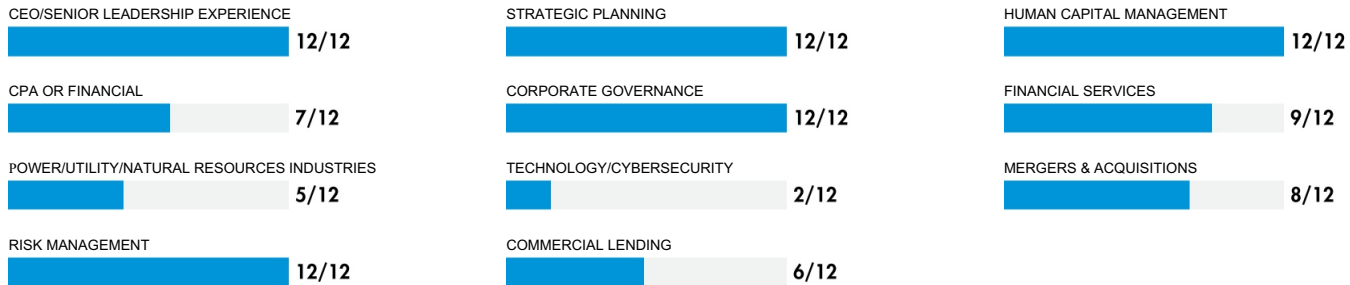 CEO/SENIOR LEADERSHIP EXPERIENCE
12/12
STRATEGIC PLANNING
12/12
HUMAN CAPITAL MANAGEMENT
12/12
CPA OR FINANCIAL
7/12
CORPORATE GOVERNANCE
12/12
FINANCIAL SERVICES
9/12
POWER/UTILITY/NATURAL RESOURCES INDUSTRIES
5/12
TECHNOLOGY/CYBERSECURITY
2/12
MERGERS & ACQUISITIONS
8/12
RISK MANAGEMENT
12/12
COMMERCIAL LENDING
6/12